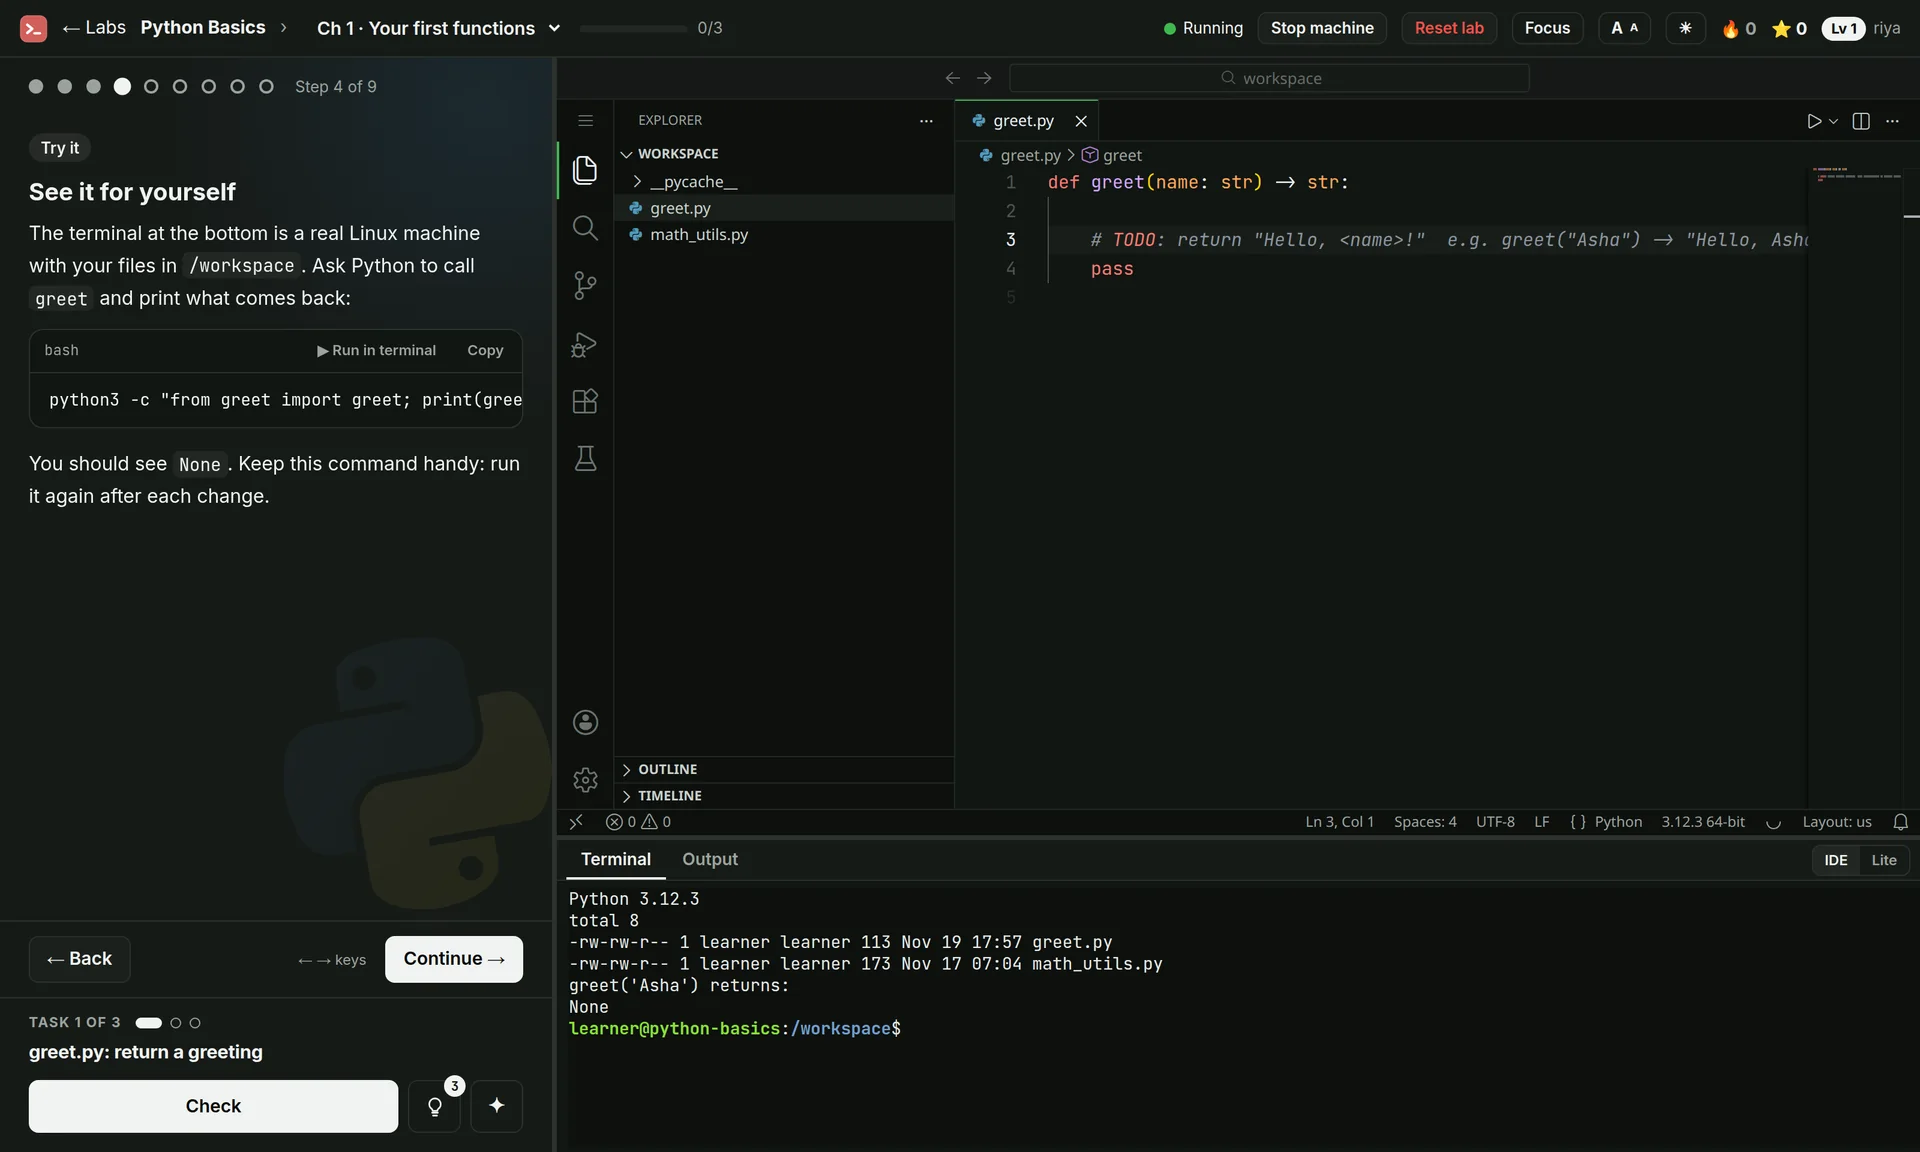 ← Labs Python Basics › Ch 1 · Your first functions 0/3 Running Stop machine Reset lab Focus A A 0 0 Lv 1 riya
Step 4 of 9
Try it
See it for yourself
The terminal at the bottom is a real Linux machine
with your files in /workspace. Ask Python to call
greet and print what comes back:
bash Run in terminal Copy
python3 -c "from greet import greet; print(gree
You should see None. Keep this command handy: run
it again after each change.
← Back ← → keys Continue →
TASK 1 OF 3
greet.py: return a greeting
Check 3
workspace
EXPLORER
WORKSPACE
__pycache__
greet.py
math_utils.py
OUTLINE
TIMELINE
greet.py
greet.py > greet
1 def greet(name: str) → str:
2
3 # TODO: return "Hello, <name>!" e.g. greet("Asha") → "Hello, Asha
4 pass
5
0 0 Ln 3, Col 1 Spaces: 4 UTF-8 LF { } Python 3.12.3 64-bit Layout: us
Terminal Output IDE Lite
Python 3.12.3
total 8
-rw-rw-r-- 1 learner learner 113 Nov 19 17:57 greet.py
-rw-rw-r-- 1 learner learner 173 Nov 17 07:04 math_utils.py
greet('Asha') returns:
None
learner@python-basics:/workspace$